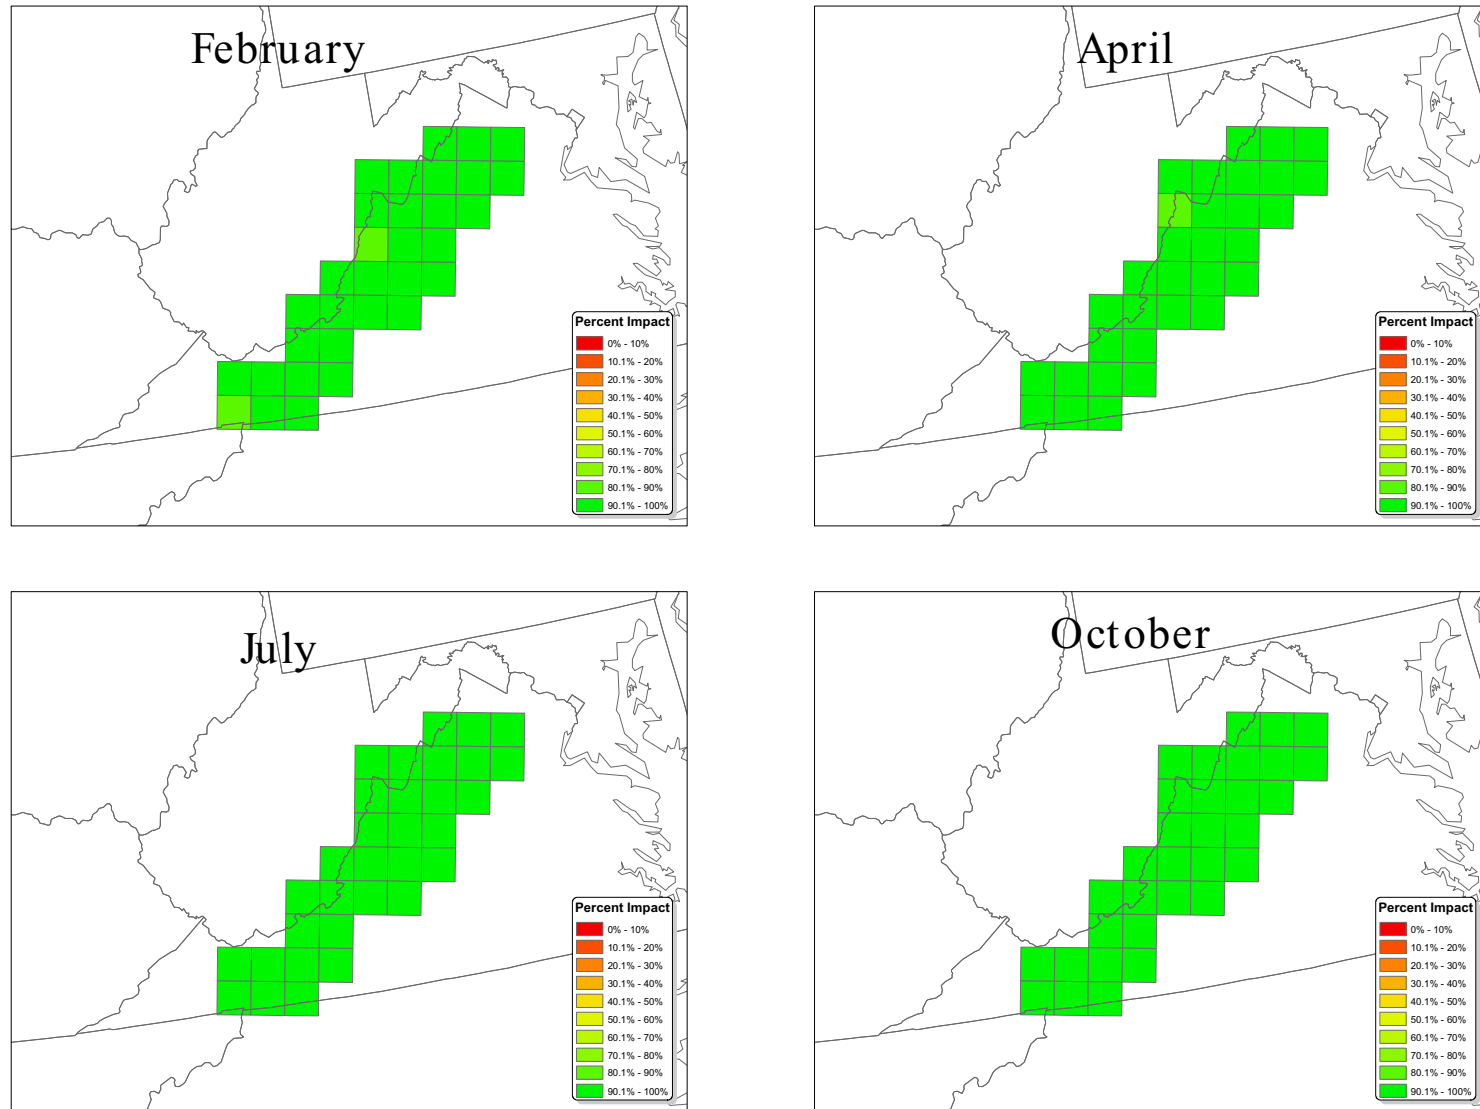 February
Percent Impact
0% - 10%
10.1% - 20%
20.1% - 30%
30.1% - 40%
40.1% - 50%
50.1% - 60%
60.1% - 70%
70.1% - 80%
80.1% - 90%
90.1% - 100%
April
Percent Impact
0% - 10%
10.1% - 20%
20.1% - 30%
30.1% - 40%
40.1% - 50%
50.1% - 60%
60.1% - 70%
70.1% - 80%
80.1% - 90%
90.1% - 100%
July
Percent Impact
0% - 10%
10.1% - 20%
20.1% - 30%
30.1% - 40%
40.1% - 50%
50.1% - 60%
60.1% - 70%
70.1% - 80%
80.1% - 90%
90.1% - 100%
October
Percent Impact
0% - 10%
10.1% - 20%
20.1% - 30%
30.1% - 40%
40.1% - 50%
50.1% - 60%
60.1% - 70%
70.1% - 80%
80.1% - 90%
90.1% - 100%